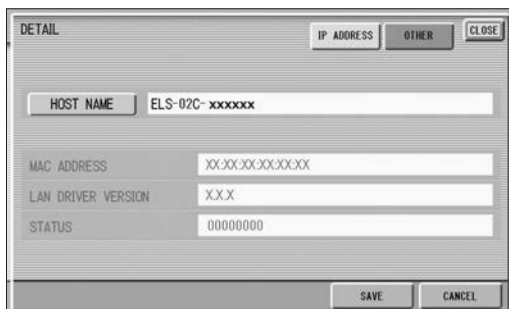 DETAIL IP ADDRESS OTHER CLOSE
HOST NAME ELS-02C- xxxxxx
MAC ADDRESS XX:XX:XX:XX:XX:XX
LAN DRIVER VERSION X.X.X
STATUS 00000000
SAVE CANCEL